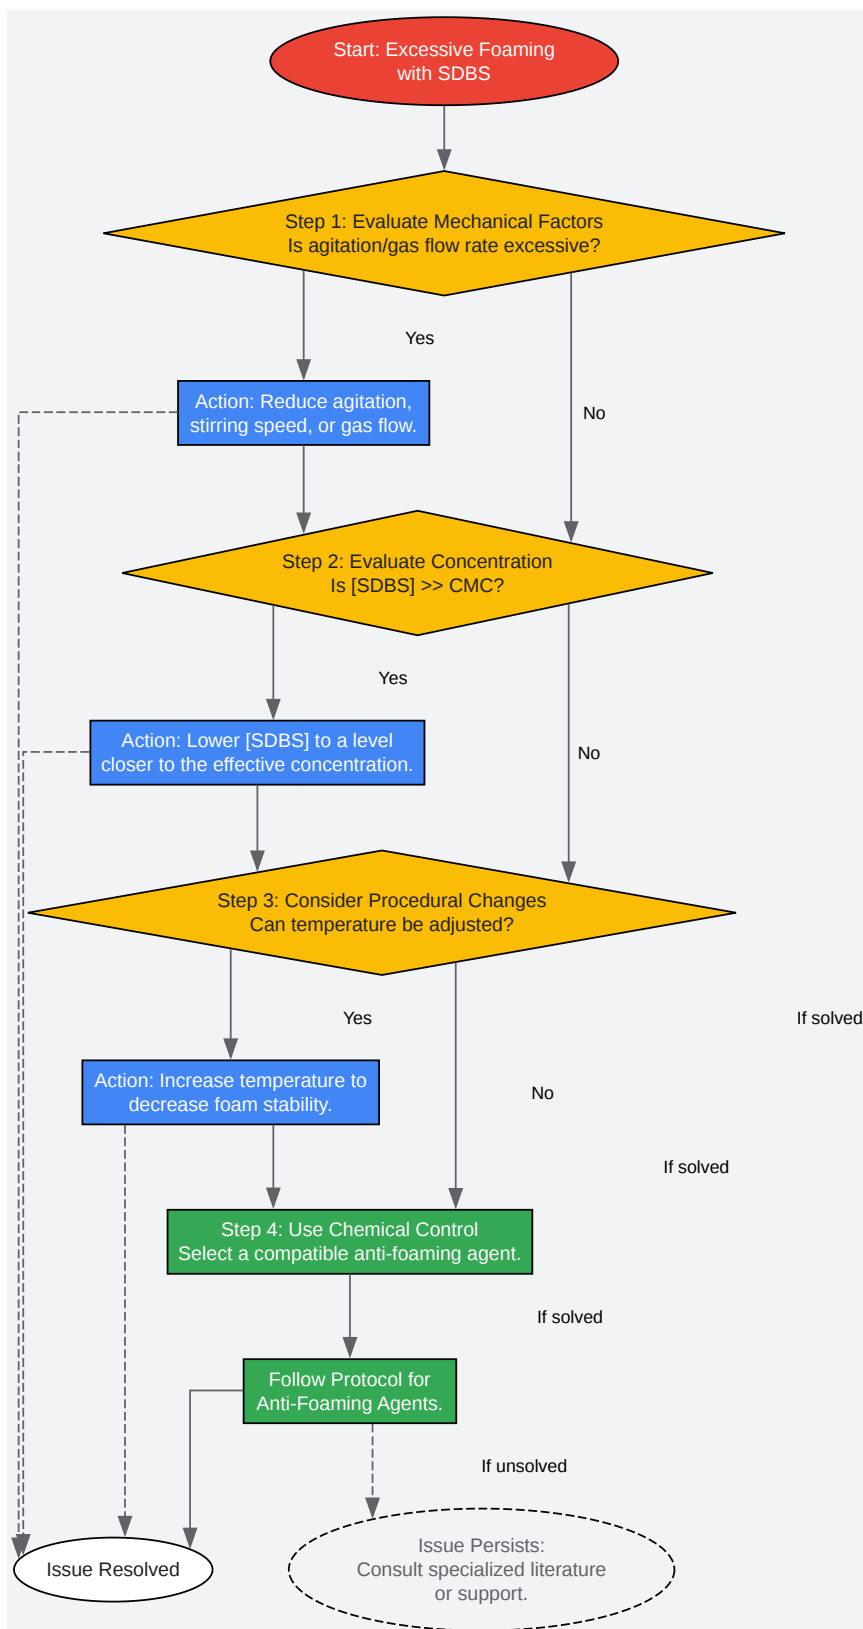 Start: Excessive Foaming
with SDBS
Step 1: Evaluate Mechanical Factors
Is agitation/gas flow rate excessive?
Yes
Action: Reduce agitation,
stirring speed, or gas flow.
No
Step 2: Evaluate Concentration
Is [SDBS] >> CMC?
Yes
Action: Lower [SDBS] to a level
closer to the effective concentration.
No
Step 3: Consider Procedural Changes
Can temperature be adjusted?
Yes
If solved
Action: Increase temperature to
decrease foam stability.
No
If solved
Step 4: Use Chemical Control
Select a compatible anti-foaming agent.
If solved
Follow Protocol for
Anti-Foaming Agents.
If unsolved
Issue Resolved
Issue Persists:
Consult specialized literature
or support.